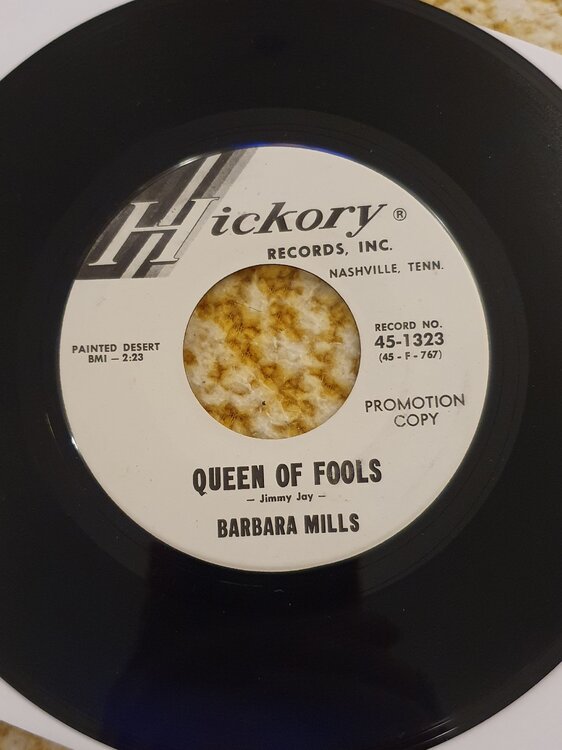 Hickory ®
RECORDS, INC.
NASHVILLE, TENN.
PAINTED DESERT
BMI — 2:23
RECORD NO.
45-1323
(45 - F - 767)
PROMOTION
COPY
QUEEN OF FOOLS
— Jimmy Jay —
BARBARA MILLS